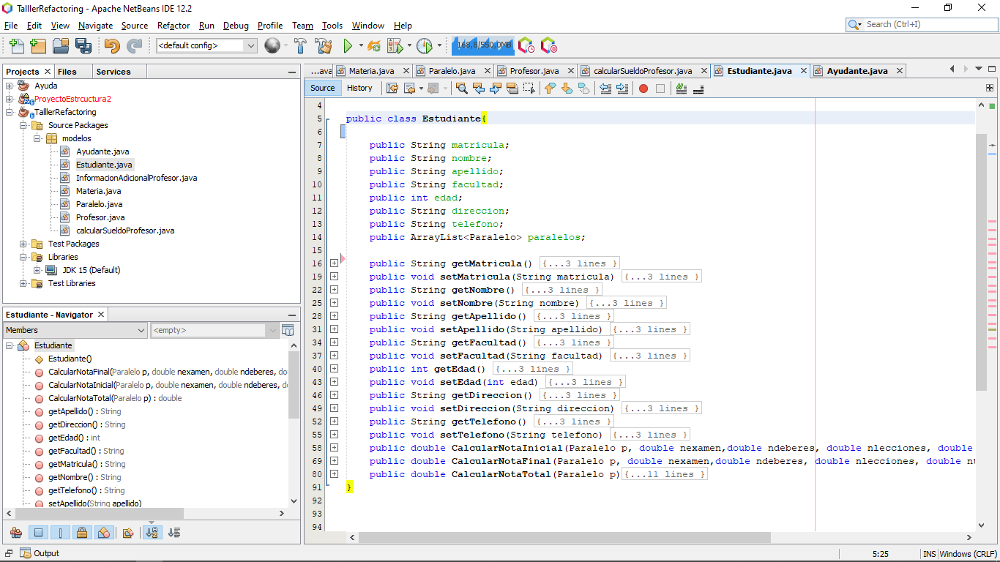 TalllerRefactoring - Apache NetBeans IDE 12.2
File Edit View Navigate Source Refactor Run Debug Profile Team Tools Window Help
Search (Ctrl+I)
<default config>
168,8/550,0MB
Projects Files Services
Ayuda
ProyectoEstrcuctura2
TalllerRefactoring
Source Packages
modelos
Ayudante.java
Estudiante.java
InformacionAdicionalProfesor.java
Materia.java
Paralelo.java
Profesor.java
calcularSueldoProfesor.java
Test Packages
Libraries
JDK 15 (Default)
Test Libraries
Estudiante - Navigator
Members <empty>
Estudiante
Estudiante()
CalcularNotaFinal(Paralelo p, double nexamen, double ndeberes, do
CalcularNotaInicial(Paralelo p, double nexamen, double ndeberes, d
CalcularNotaTotal(Paralelo p) : double
getApellido() : String
getDireccion() : String
getEdad() : int
getFacultad() : String
getMatricula() : String
getNombre() : String
getTelefono() : String
setApellido(String apellido)
...ava Materia.java Paralelo.java Profesor.java calcularSueldoProfesor.java Estudiante.java Ayudante.java
Source History
4
5 public class Estudiante{
6
7 public String matricula;
8 public String nombre;
9 public String apellido;
10 public String facultad;
11 public int edad;
12 public String direccion;
13 public String telefono;
14 public ArrayList<Paralelo> paralelos;
15
16 public String getMatricula() {...3 lines }
19 public void setMatricula(String matricula) {...3 lines }
22 public String getNombre() {...3 lines }
25 public void setNombre(String nombre) {...3 lines }
28 public String getApellido() {...3 lines }
31 public void setApellido(String apellido) {...3 lines }
34 public String getFacultad() {...3 lines }
37 public void setFacultad(String facultad) {...3 lines }
40 public int getEdad() {...3 lines }
43 public void setEdad(int edad) {...3 lines }
46 public String getDireccion() {...3 lines }
49 public void setDireccion(String direccion) {...3 lines }
52 public String getTelefono() {...3 lines }
55 public void setTelefono(String telefono) {...3 lines }
58 public double CalcularNotaInicial(Paralelo p, double nexamen,double ndeberes, double nlecciones, double
69 public double CalcularNotaFinal(Paralelo p, double nexamen,double ndeberes, double nlecciones, double nt
80 public double CalcularNotaTotal(Paralelo p){...11 lines }
91 }
92
93
94
Output
5:25 INS Windows (CRLF)